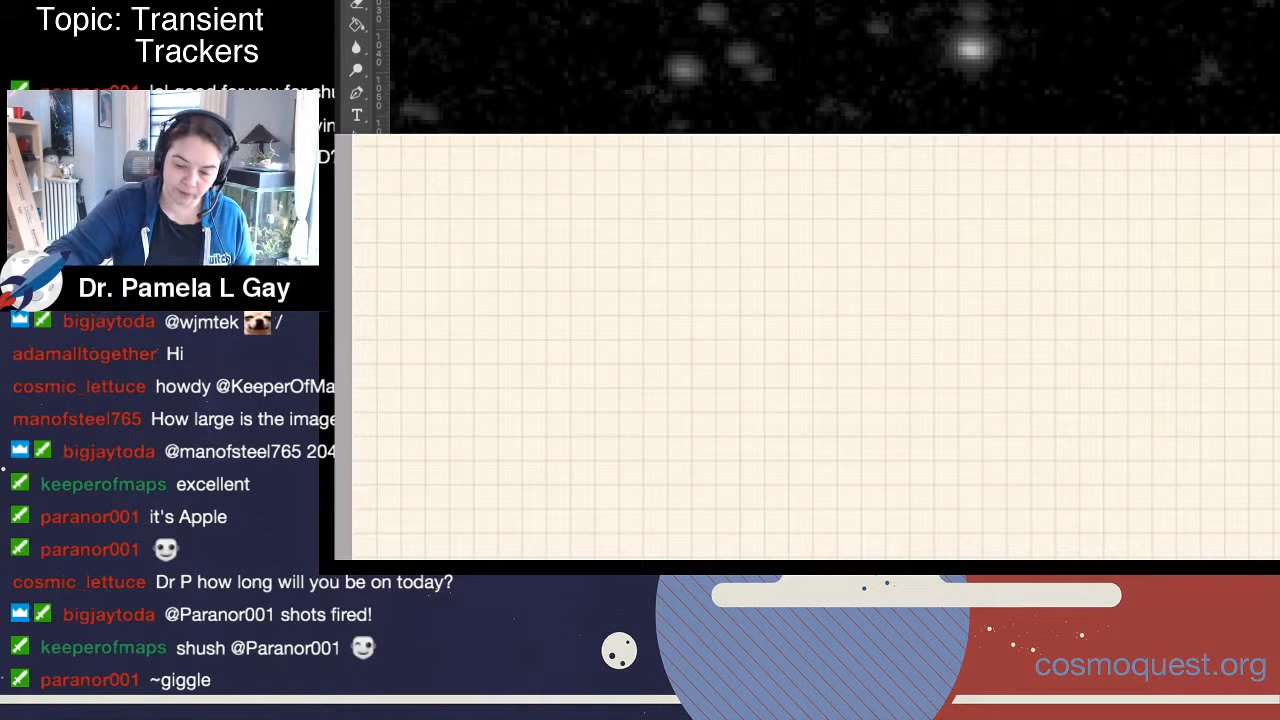 Topic: Transient
Trackers
Dr. Pamela L Gay
bigjaytoda @wjmtek /
adamalltogether Hi
cosmic_lettuce howdy @KeeperOfMa
manofsteel765 How large is the image
bigjaytoda @manofsteel765 204
keeperofmaps excellent
paranor001 it's Apple
paranor001
cosmic_lettuce Dr P how long will you be on today?
bigjaytoda @Paranor001 shots fired!
keeperofmaps shush @Paranor001
paranor001 ~giggle
cosmoquest.org